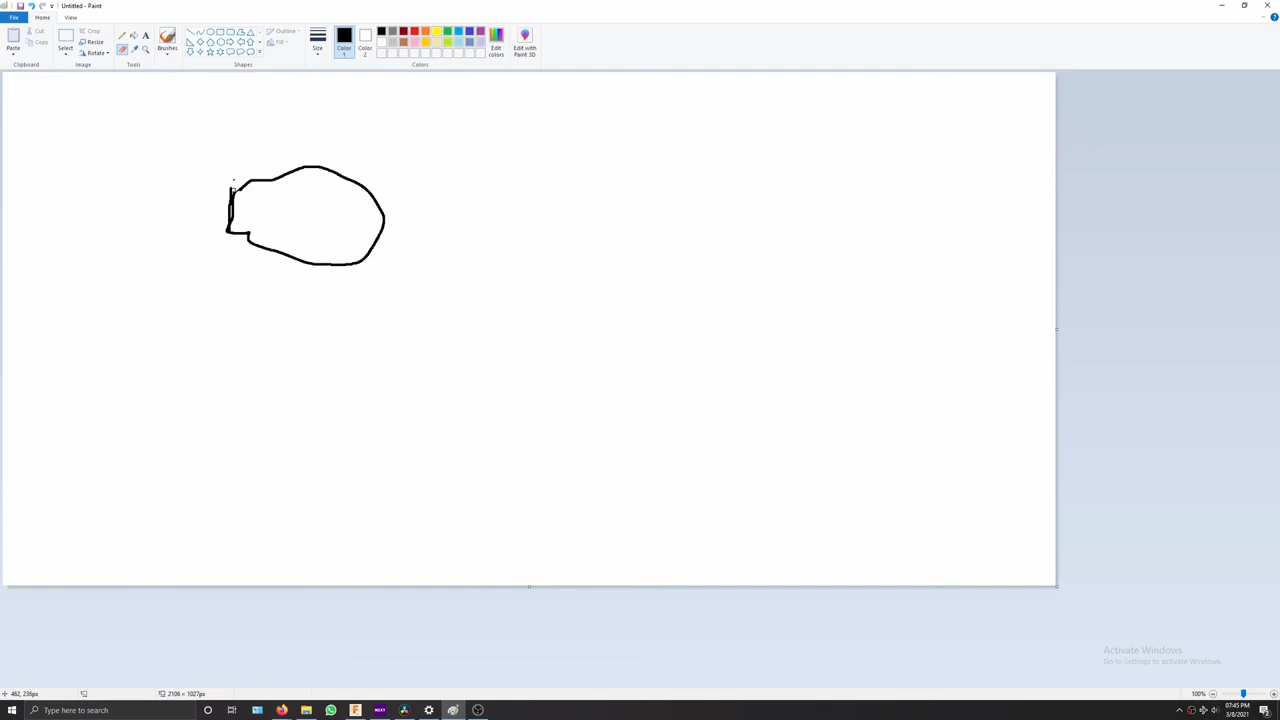 Untitled - Paint
File
Home
View
Paste
Cut
Copy
Clipboard
Select
Crop
Resize
Rotate
Image
A
Tools
Brushes
Outline
Fill
Shapes
Size
Color 1
Color 2
Edit colors
Colors
Edit with Paint 3D
Activate Windows
Go to Settings to activate Windows.
462, 236px
2106 × 1027px
100%
Type here to search
NEXT
07:45 PM
3/8/2021